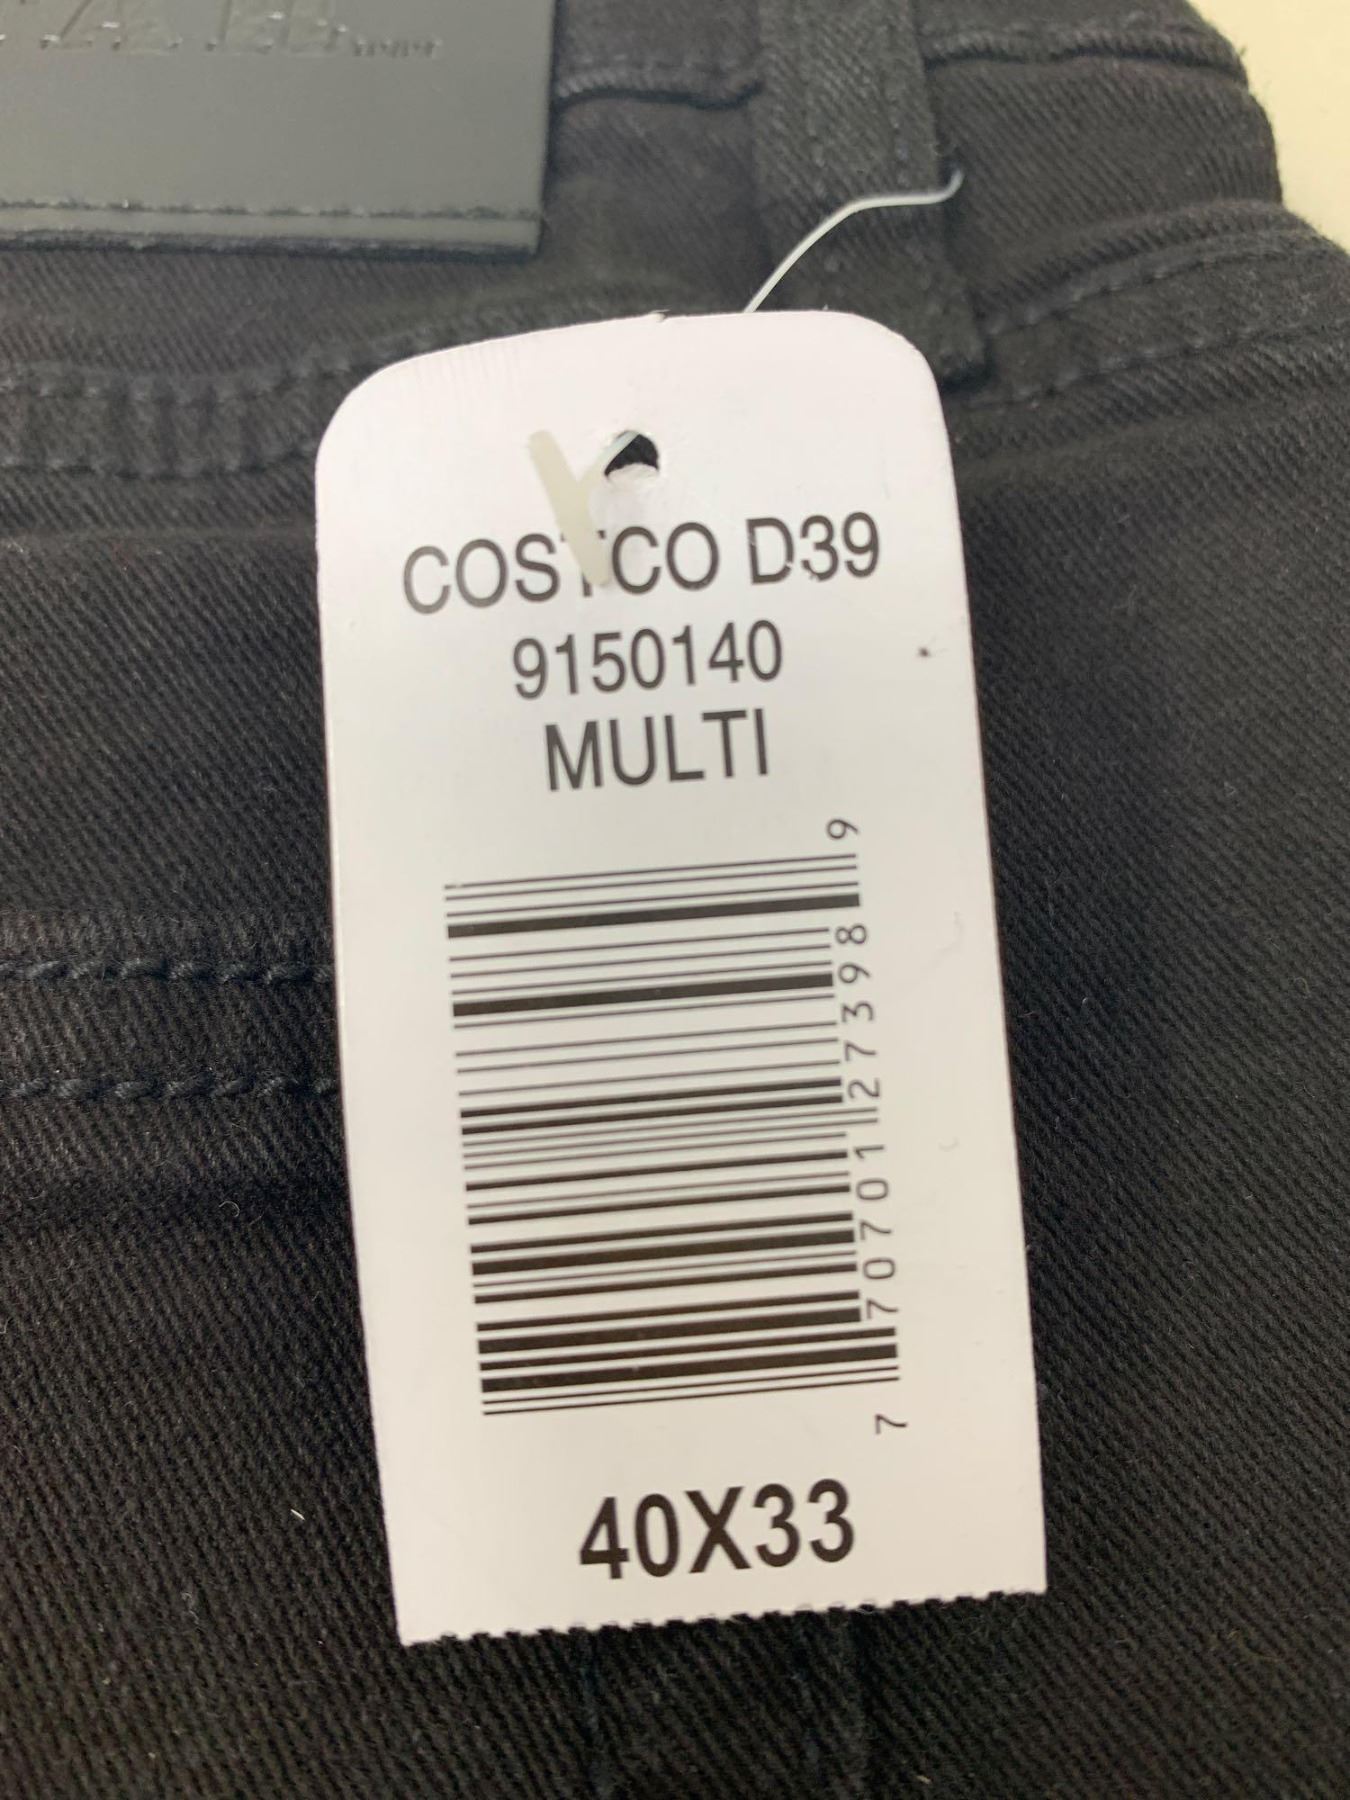 COSTCO D39
9150140
MULTI
7 70701 27398 9
40X33